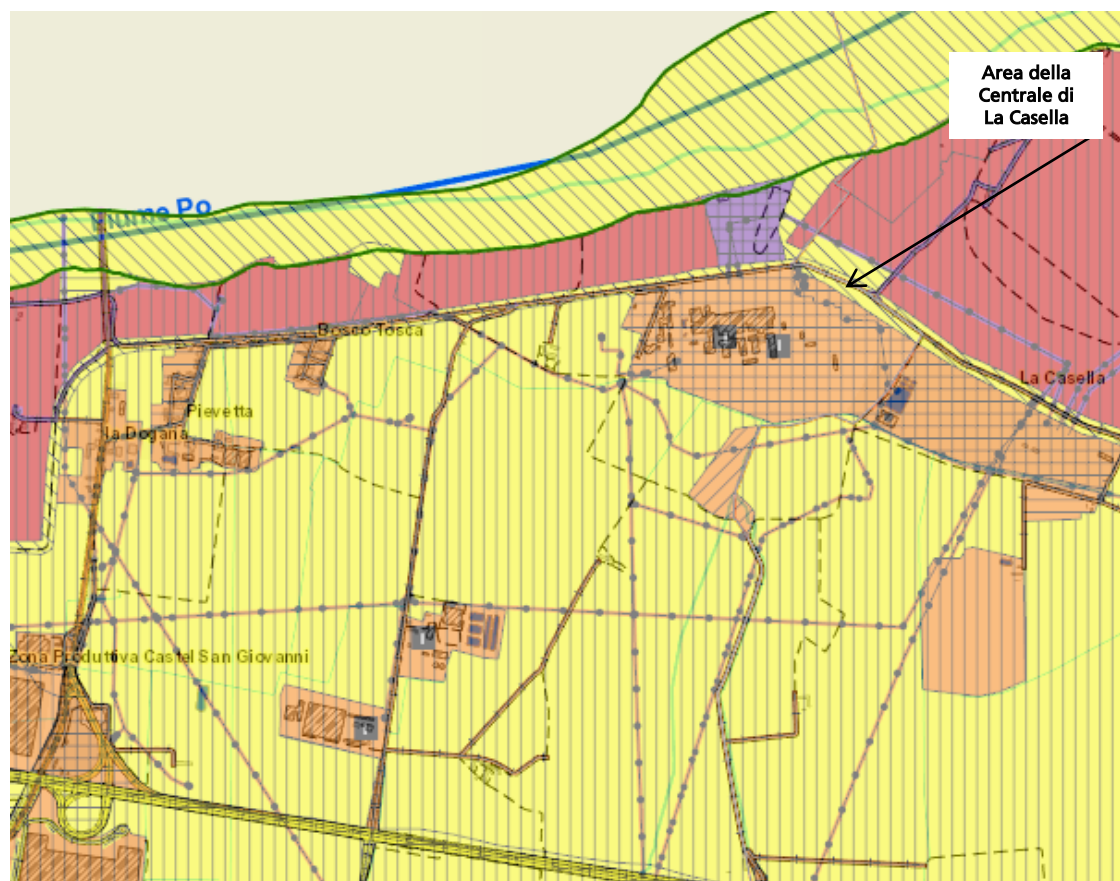 Area della
Centrale di
La Casella
Fiume Po
Bosco Tosca
La Casella
Pievetta
la Dogana
Zona Produttiva Castel San Giovanni